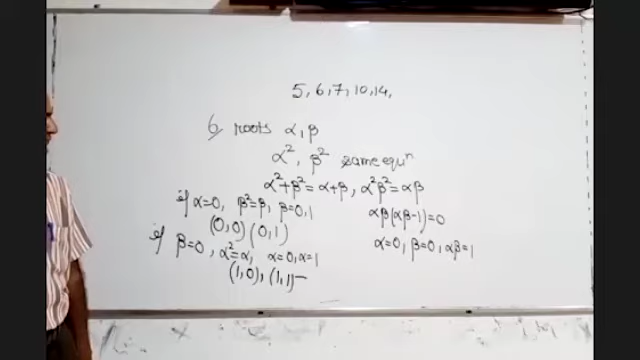 5, 6, 7, 10, 14,
6) roots α, β
α², β² same equⁿ
α²+β²=α+β, α²β²=αβ
if α=0, β²=β, β=0,1
αβ(αβ-1)=0
(0,0) (0,1)
if β=0, α²=α, α=0, α=1
α=0, β=0, αβ=1
(1,0), (1,1)